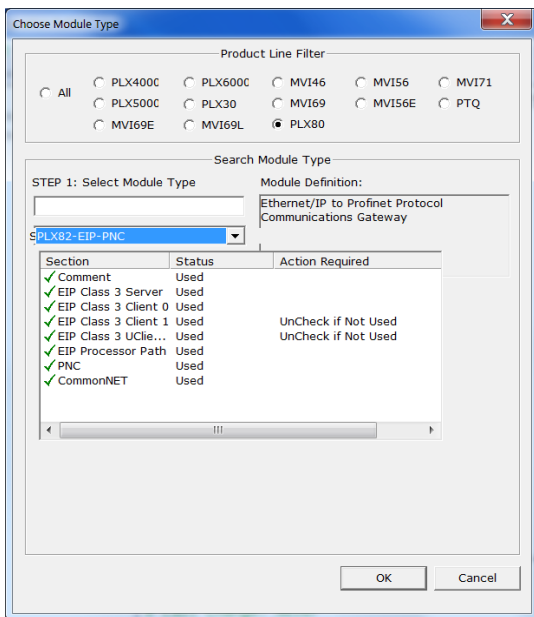 Choose Module Type
X
Product Line Filter
All
PLX4000 PLX6000 MVI46 MVI56 MVI71
PLX5000 PLX30 MVI69 MVI56E PTQ
MVI69E MVI69L PLX80
Search Module Type
STEP 1: Select Module Type Module Definition:
Ethernet/IP to Profinet Protocol
Communications Gateway
PLX82-EIP-PNC
Section Status Action Required
Comment Used
EIP Class 3 Server Used
EIP Class 3 Client 0 Used
EIP Class 3 Client 1 Used UnCheck if Not Used
EIP Class 3 UClie... Used UnCheck if Not Used
EIP Processor Path Used
PNC Used
CommonNET Used
OK Cancel